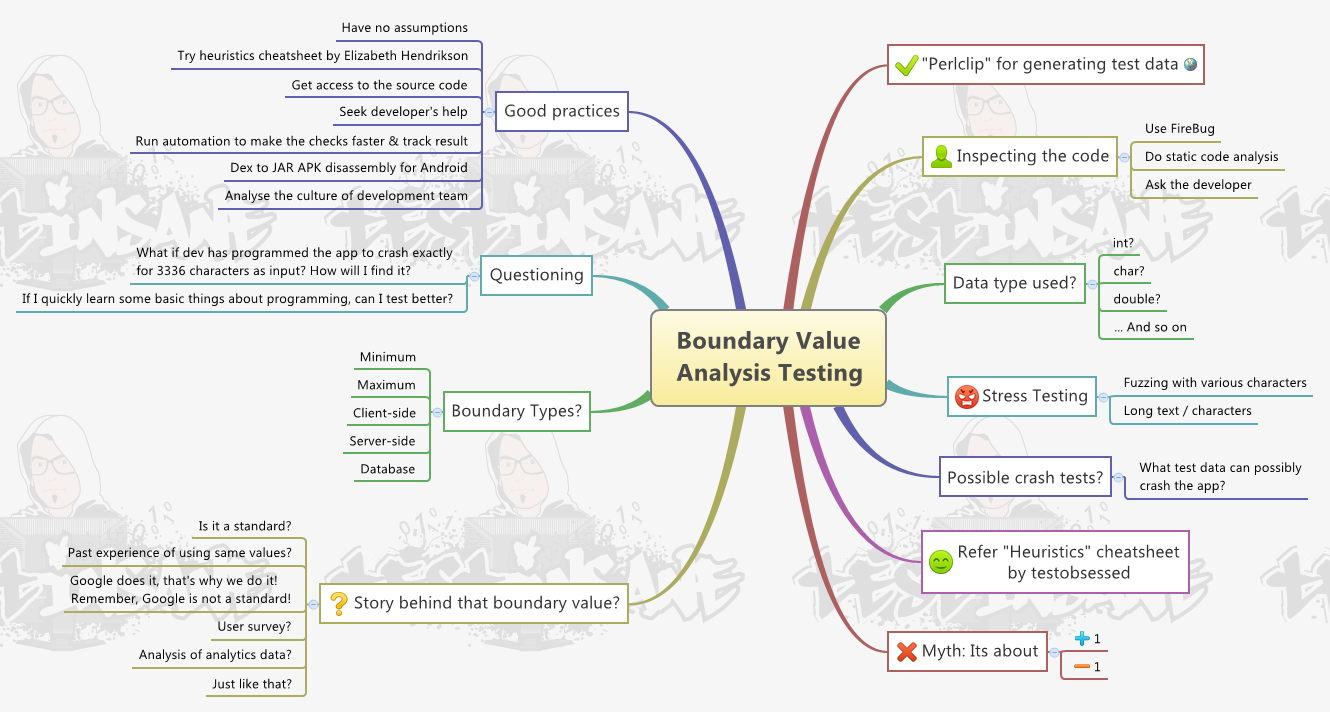 Boundary Value
Analysis Testing
"Perlclip" for generating test data
Inspecting the code
Use FireBug
Do static code analysis
Ask the developer
Data type used?
int?
char?
double?
... And so on
Stress Testing
Fuzzing with various characters
Long text / characters
Possible crash tests?
What test data can possibly
crash the app?
Refer "Heuristics" cheatsheet
by testobsessed
Myth: Its about
+ 1
− 1
Good practices
Have no assumptions
Try heuristics cheatsheet by Elizabeth Hendrikson
Get access to the source code
Seek developer's help
Run automation to make the checks faster & track result
Dex to JAR APK disassembly for Android
Analyse the culture of development team
Questioning
What if dev has programmed the app to crash exactly
for 3336 characters as input? How will I find it?
If I quickly learn some basic things about programming, can I test better?
Boundary Types?
Minimum
Maximum
Client-side
Server-side
Database
Story behind that boundary value?
Is it a standard?
Past experience of using same values?
Google does it, that's why we do it!
Remember, Google is not a standard!
User survey?
Analysis of analytics data?
Just like that?
TEST INSANE